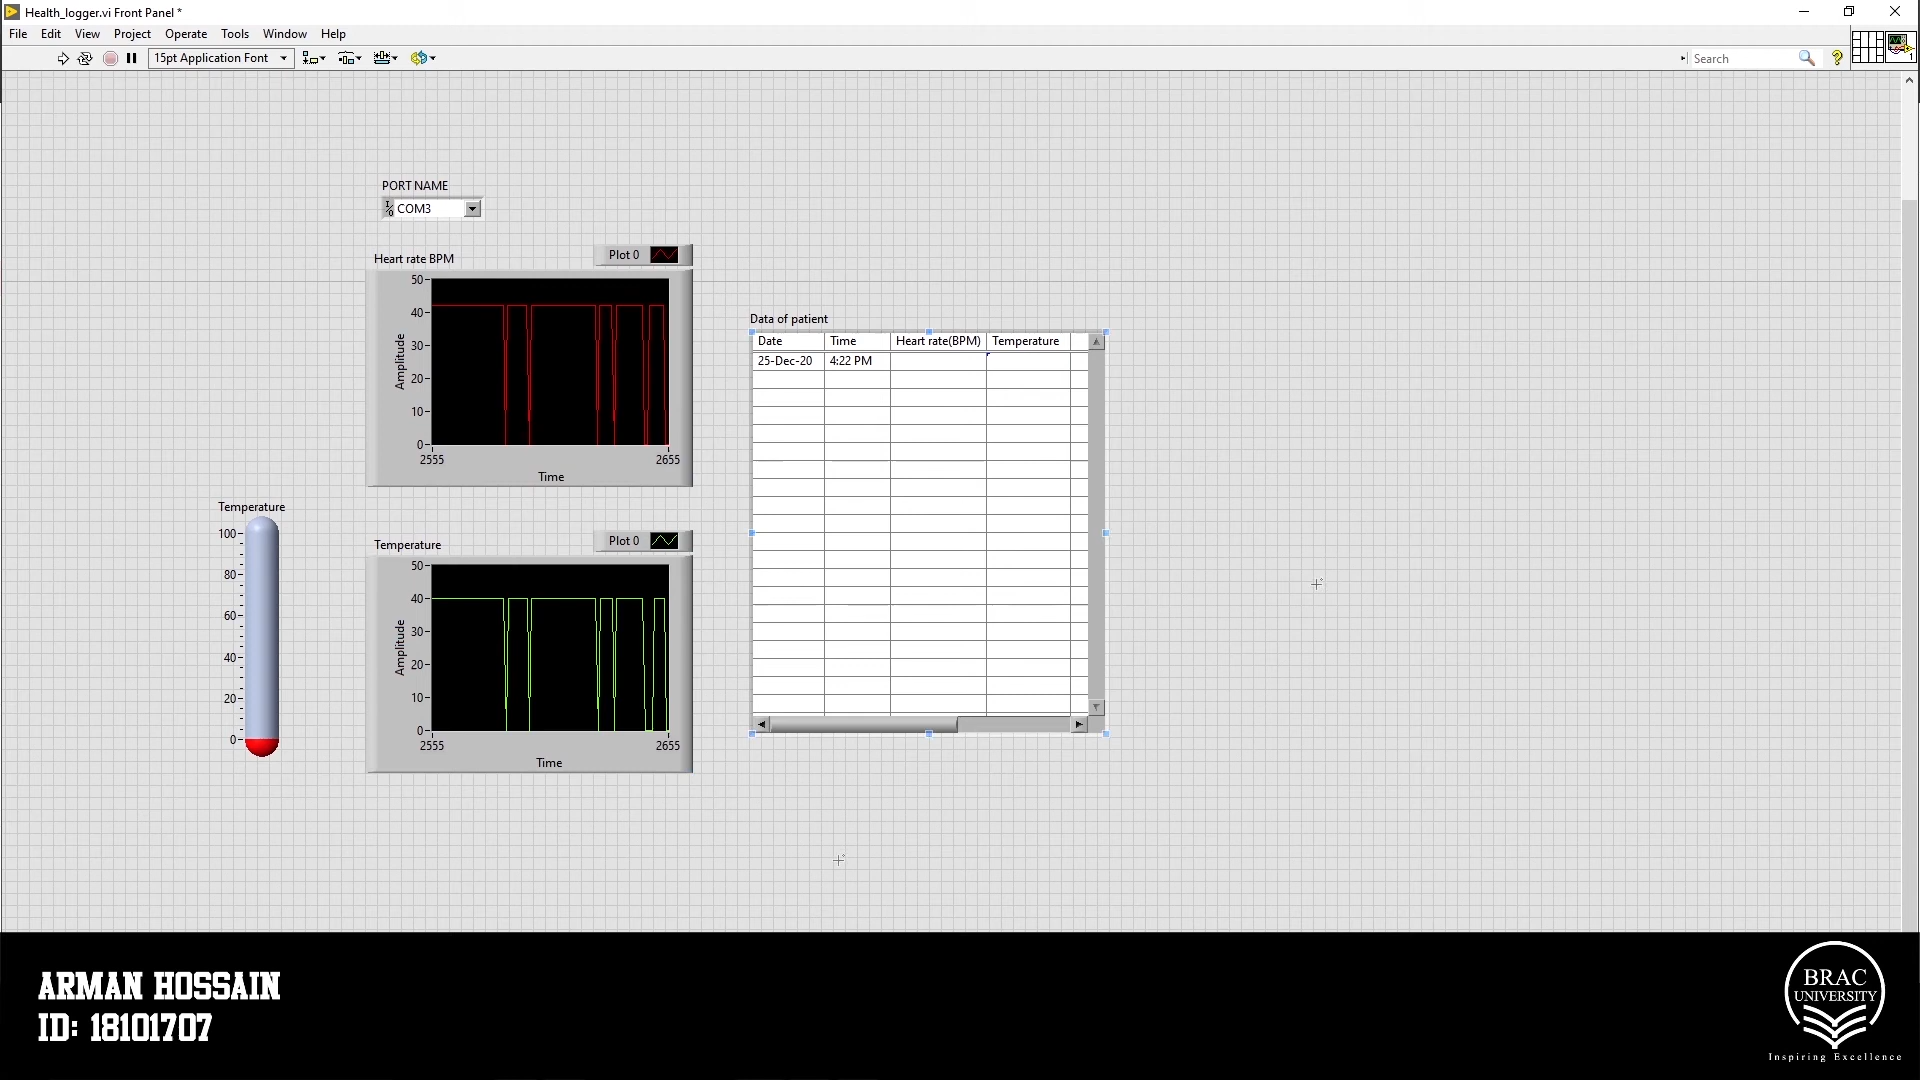 Health_logger.vi Front Panel *
File Edit View Project Operate Tools Window Help
15pt Application Font
Search
?
1
PORT NAME
COM3
Heart rate BPM
Plot 0
50
40
30
20
10
0
Amplitude
2555
2655
Time
Temperature
100
80
60
40
20
0
Temperature
Plot 0
50
40
30
20
10
0
Amplitude
2555
2655
Time
Data of patient
Date Time Heart rate(BPM) Temperature
25-Dec-20 4:22 PM
ARMAN HOSSAIN
ID: 18101707
BRAC
UNIVERSITY
Inspiring Excellence